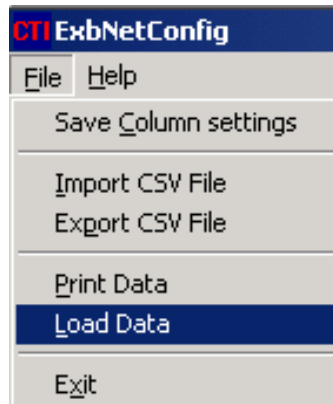 CTI ExbNetConfig
File Help
Save Column settings
Import CSV File
Export CSV File
Print Data
Load Data
Exit